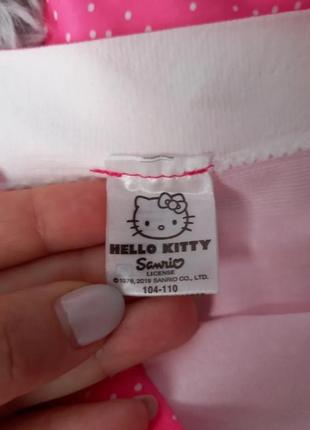 HELLO KITTY
Sanrio
LICENSE
©1976, 2019 SANRIO CO., LTD.
104-110